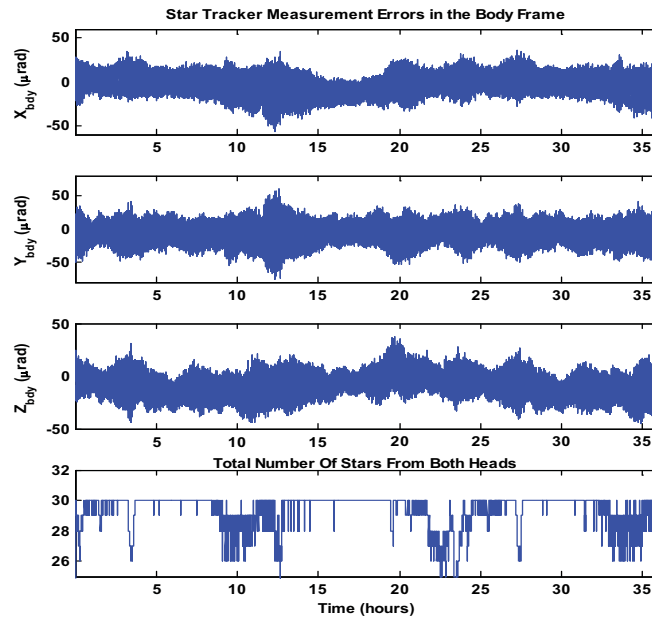 Star Tracker Measurement Errors in the Body Frame
X_bdy (μrad)
50
0
-50
5 10 15 20 25 30 35
Y_bdy (μrad)
50
0
-50
5 10 15 20 25 30 35
Z_bdy (μrad)
50
0
-50
5 10 15 20 25 30 35
Total Number Of Stars From Both Heads
32
30
28
26
5 10 15 20 25 30 35
Time (hours)